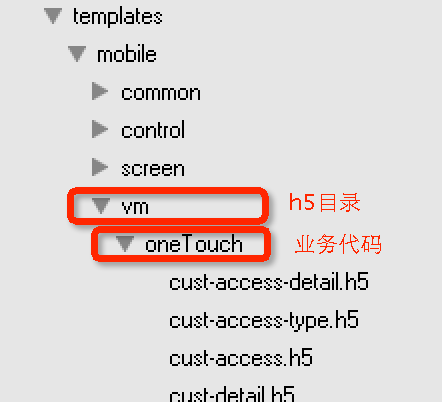 templates
mobile
common
control
screen
vm h5目录
oneTouch 业务代码
cust-access-detail.h5
cust-access-type.h5
cust-access.h5
cust-detail.h5